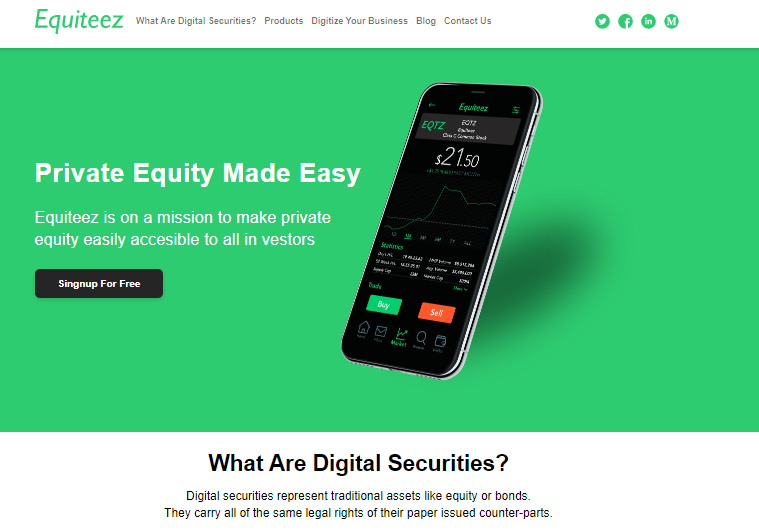 Equiteez What Are Digital Securities? Products Digitize Your Business Blog Contact Us
Private Equity Made Easy
Equiteez is on a mission to make private
equity easily accesible to all in vestors
Singnup For Free
Equiteez
EQTZ
EQTZ
Equiteez
Class C Common Stock
$21.50
1D 1M 1Y ALL
Statistics
Trade
Buy Sell
Market
What Are Digital Securities?
Digital securities represent traditional assets like equity or bonds.
They carry all of the same legal rights of their paper issued counter-parts.